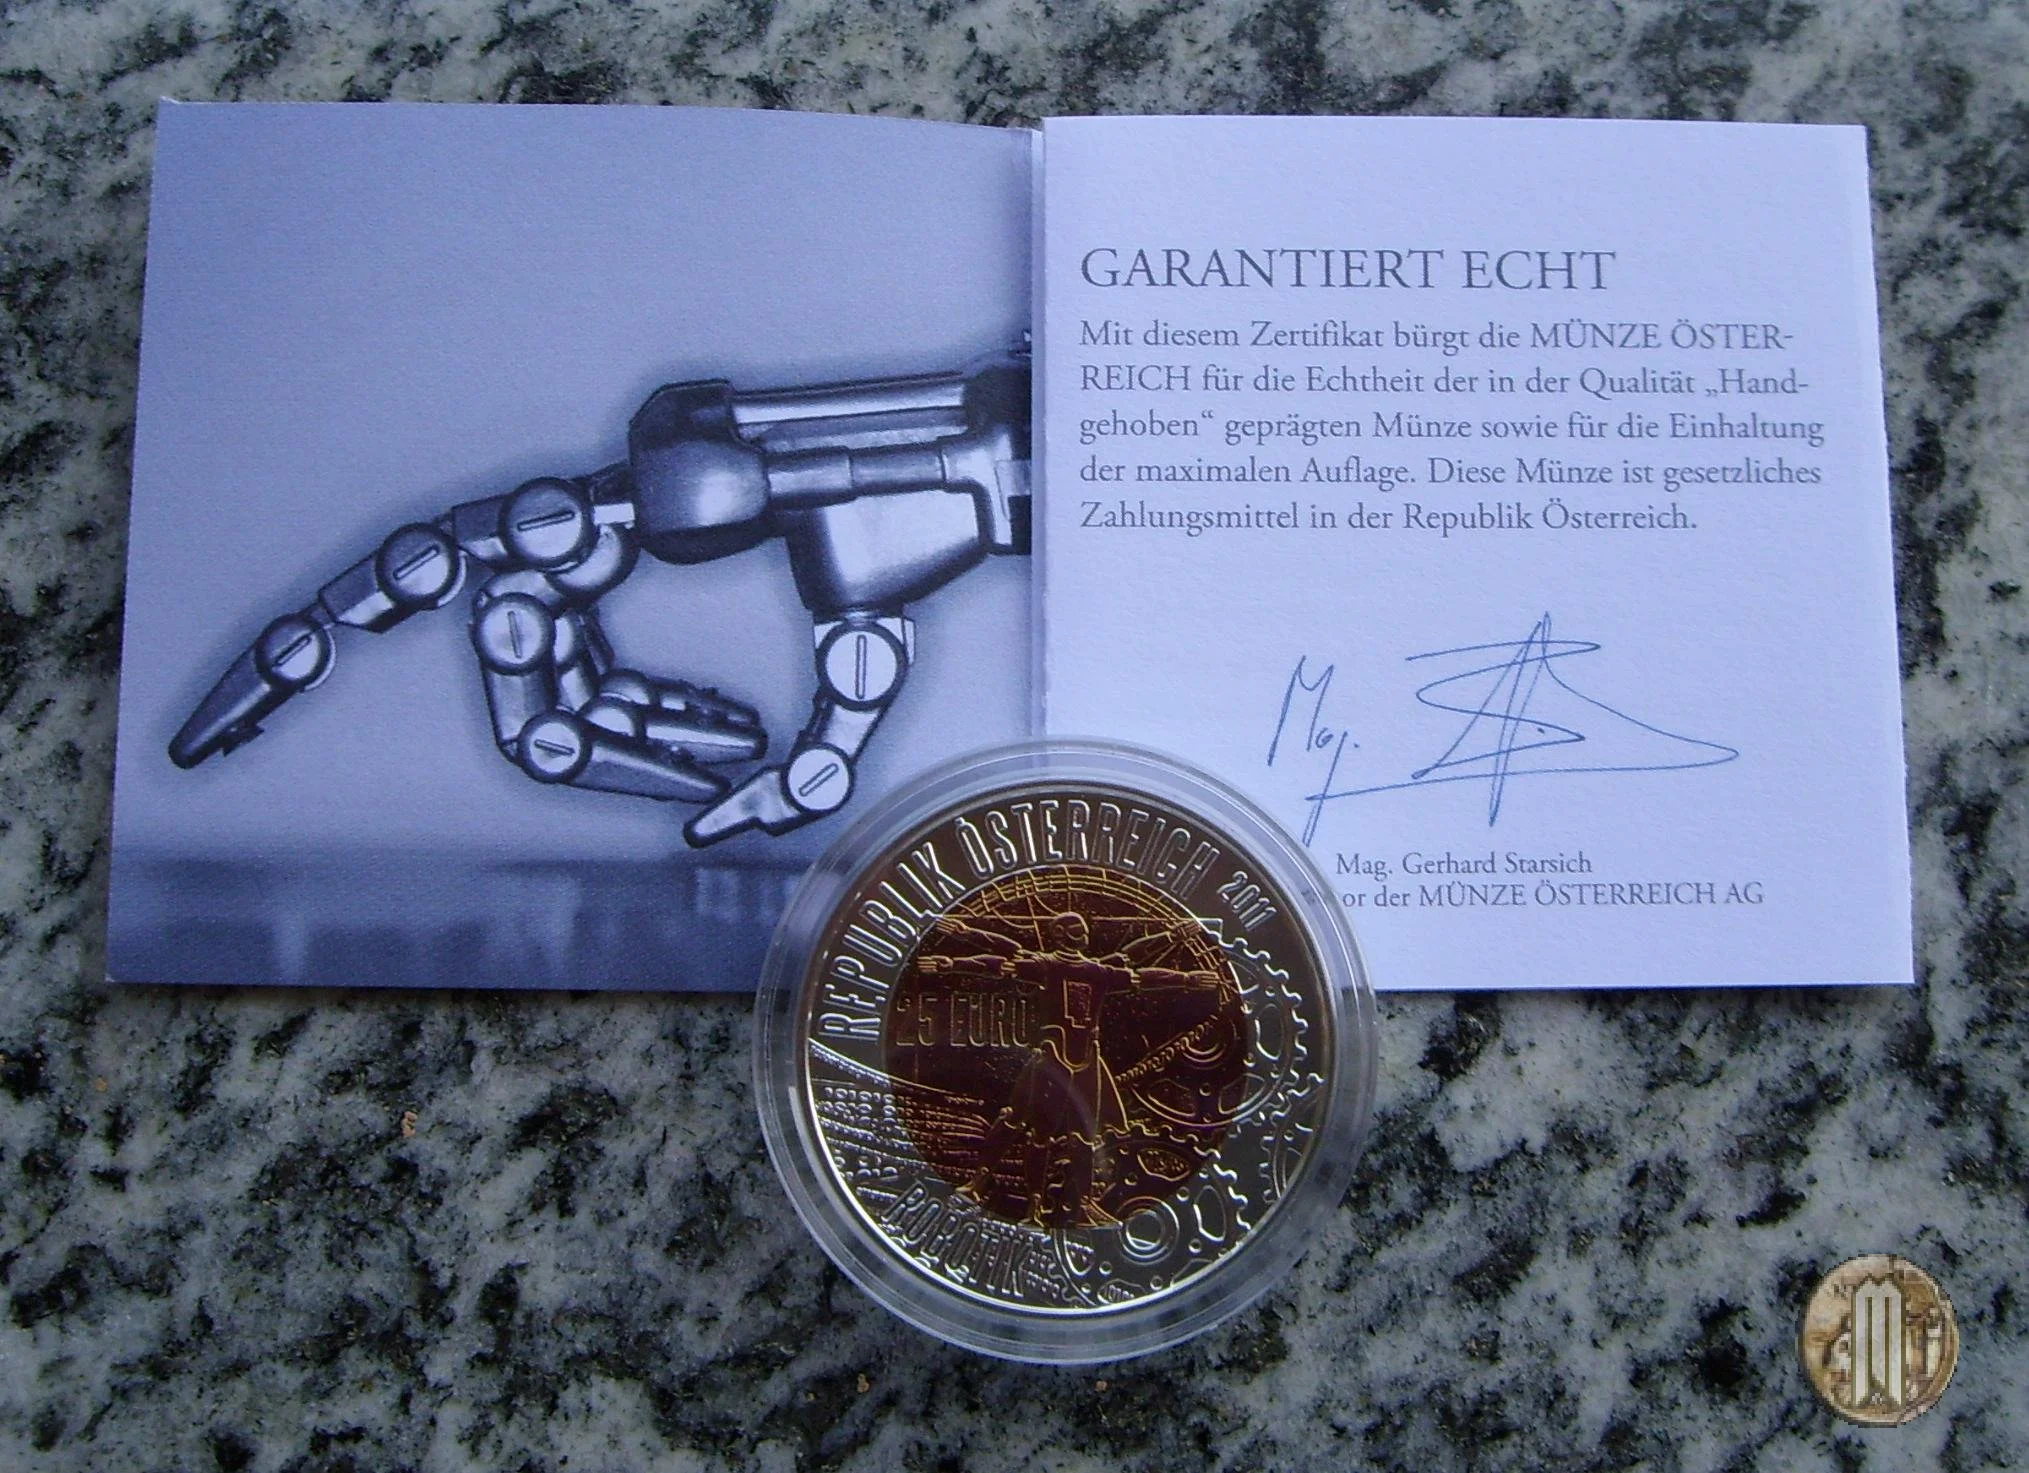 GARANTIERT ECHT
Mit diesem Zertifikat bürgt die MÜNZE ÖSTER-
REICH für die Echtheit der in der Qualität „Hand-
gehoben“ geprägten Münze sowie für die Einhaltung
der maximalen Auflage. Diese Münze ist gesetzliches
Zahlungsmittel in der Republik Österreich.
Mag.
Mag. Gerhard Starsich
or der MÜNZE ÖSTERREICH AG
REPUBLIK ÖSTERREICH 2011
25 EURO
ROBOTIK
M